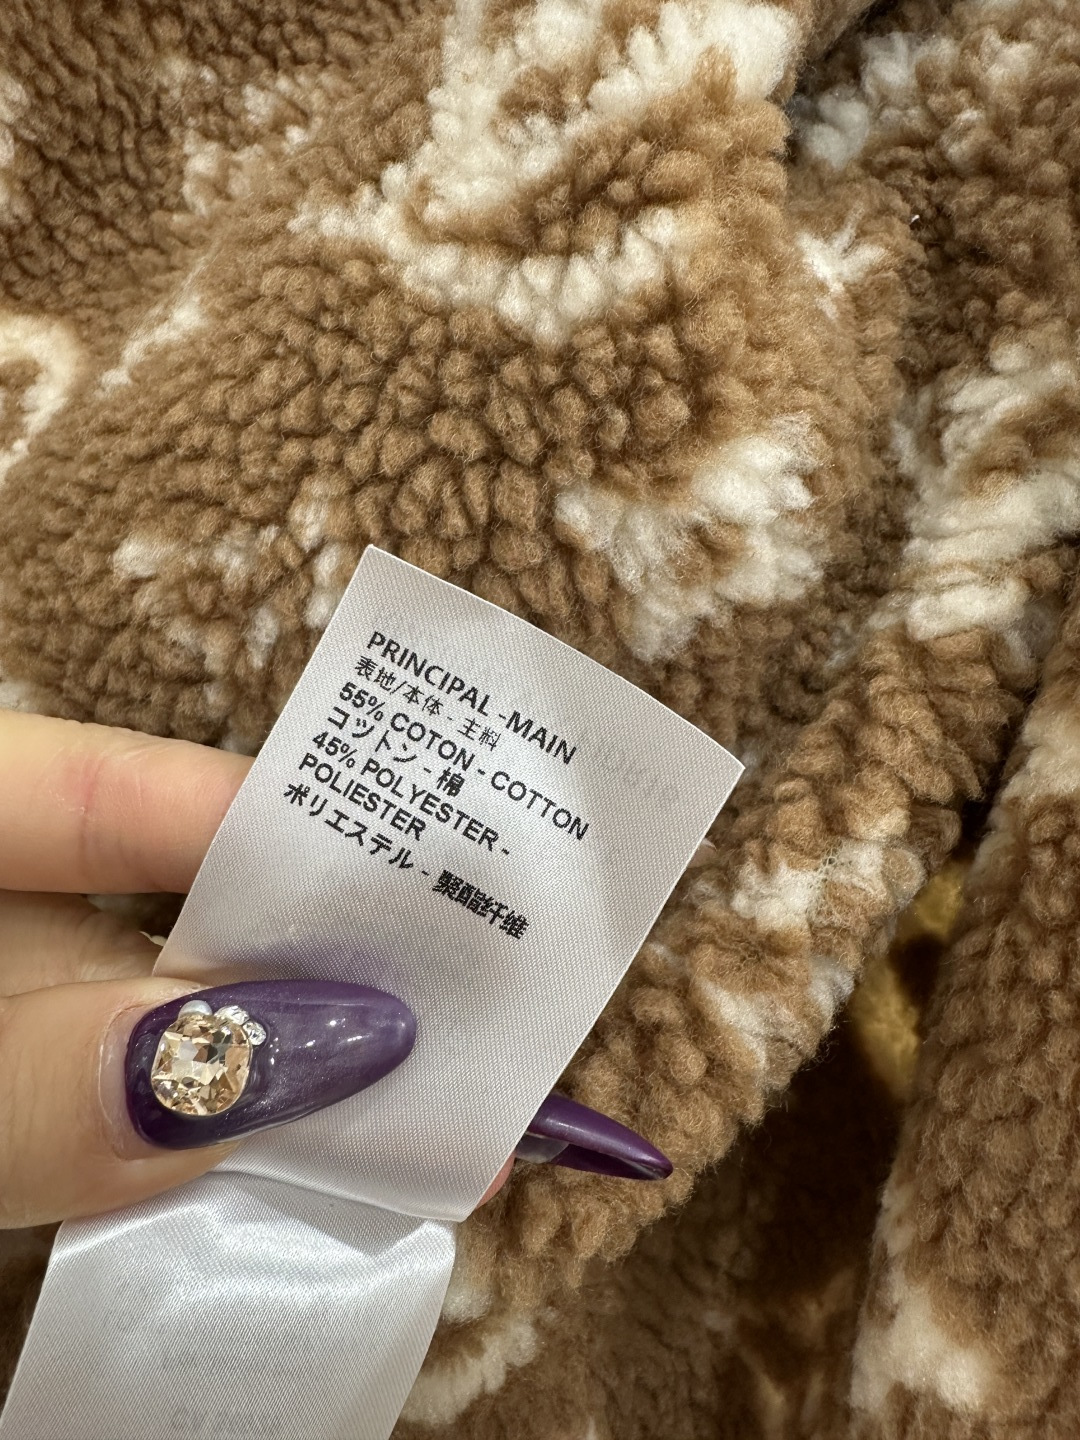 PRINCIPAL -MAIN
表地/本体 - 主料
55% COTON - COTTON
コットン - 棉
45% POLYESTER -
POLIESTER
ポリエステル - 聚酯纤维